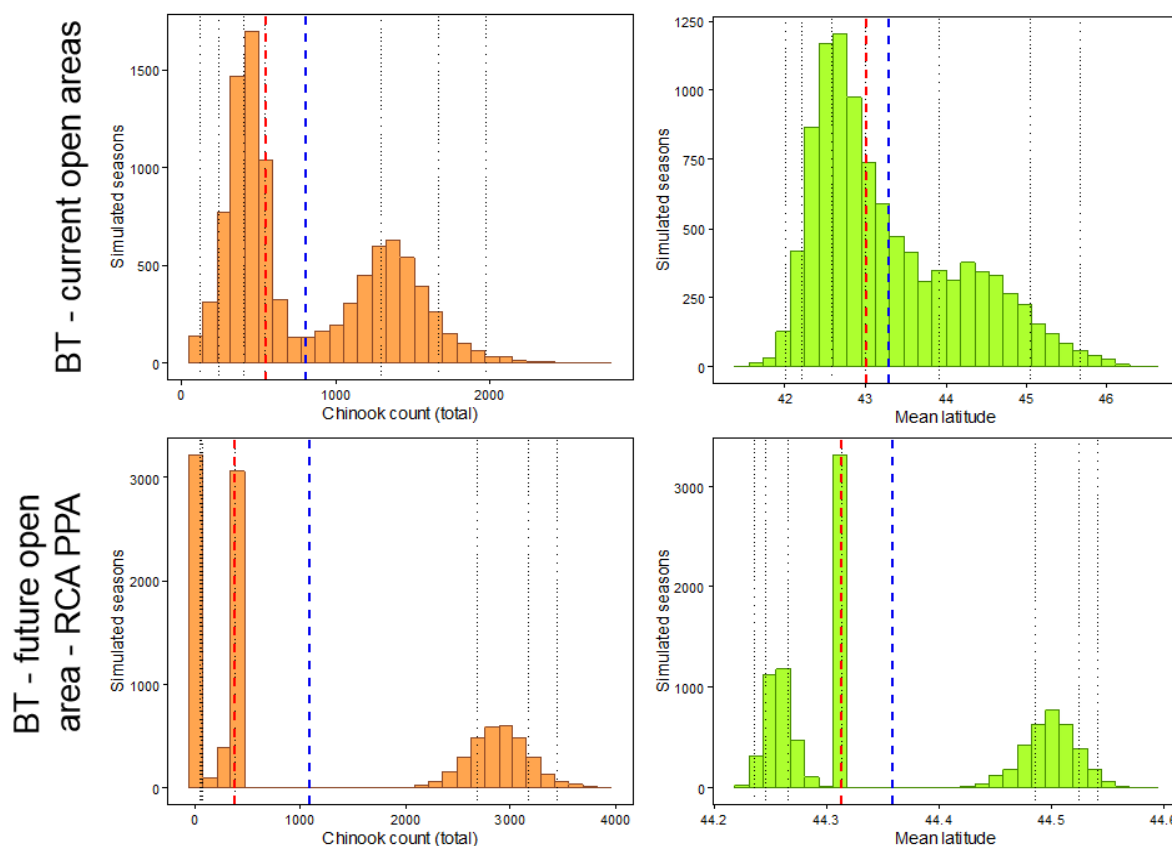 BT - current open areas
Simulated seasons
1500
1000
500
0
0 1000 2000
Chinook count (total)
Simulated seasons
1250
1000
750
500
250
0
42 43 44 45 46
Mean latitude
BT - future open
area - RCA PPA
Simulated seasons
3000
2000
1000
0
0 1000 2000 3000 4000
Chinook count (total)
Simulated seasons
3000
2000
1000
0
44.2 44.3 44.4 44.5 44.6
Mean latitude